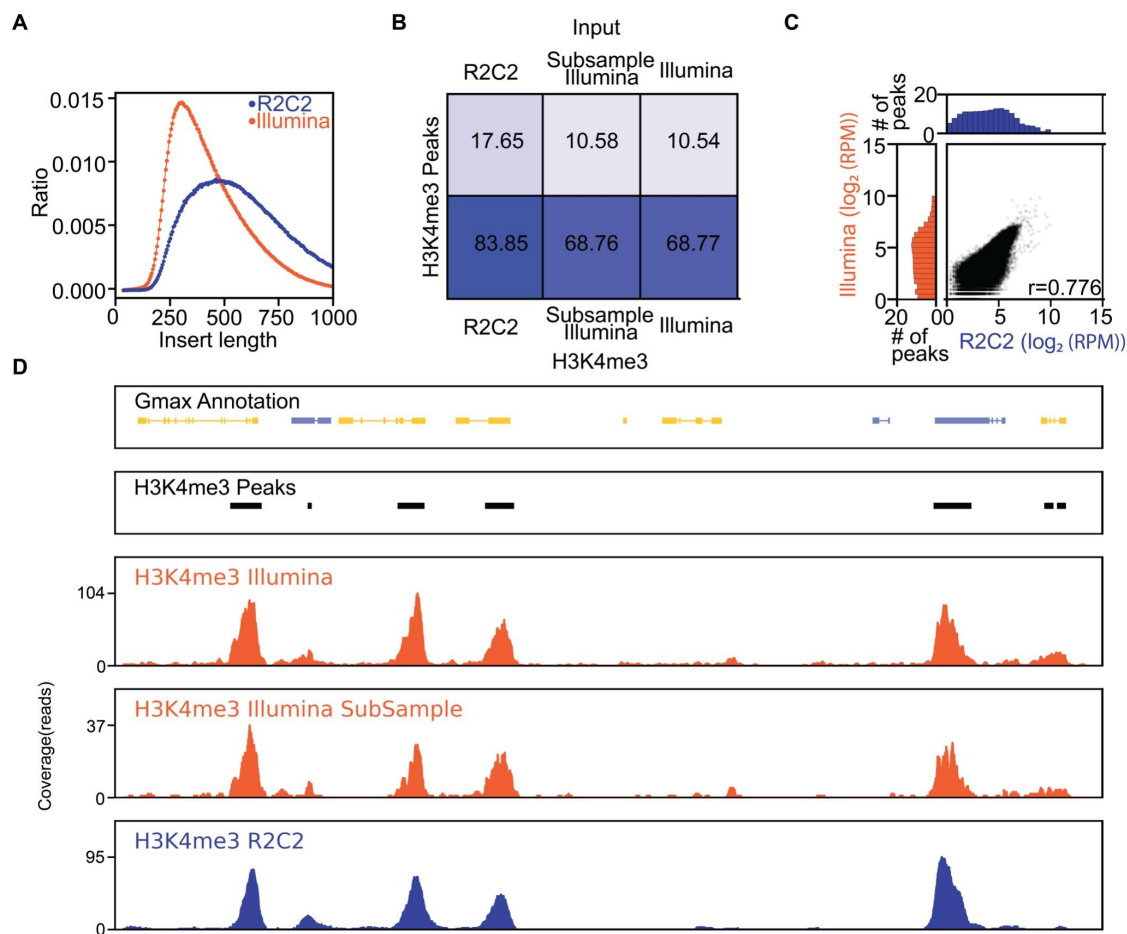 A
0.015
0.010
0.005
0.000
Ratio
R2C2
Illumina
0
250
500
750
1000
Insert length
B
Input
R2C2
Subsample
Illumina
Illumina
H3K4me3 Peaks
17.65
10.58
10.54
83.85
68.76
68.77
R2C2
Subsample
Illumina
Illumina
H3K4me3
C
# of
peaks
20
0
Illumina (log₂ (RPM))
15
10
5
0
20
0
# of
peaks
r=0.776
0
5
10
15
R2C2 (log₂ (RPM))
D
Gmax Annotation
H3K4me3 Peaks
Coverage(reads)
H3K4me3 Illumina
104
0
H3K4me3 Illumina SubSample
37
0
H3K4me3 R2C2
95
0